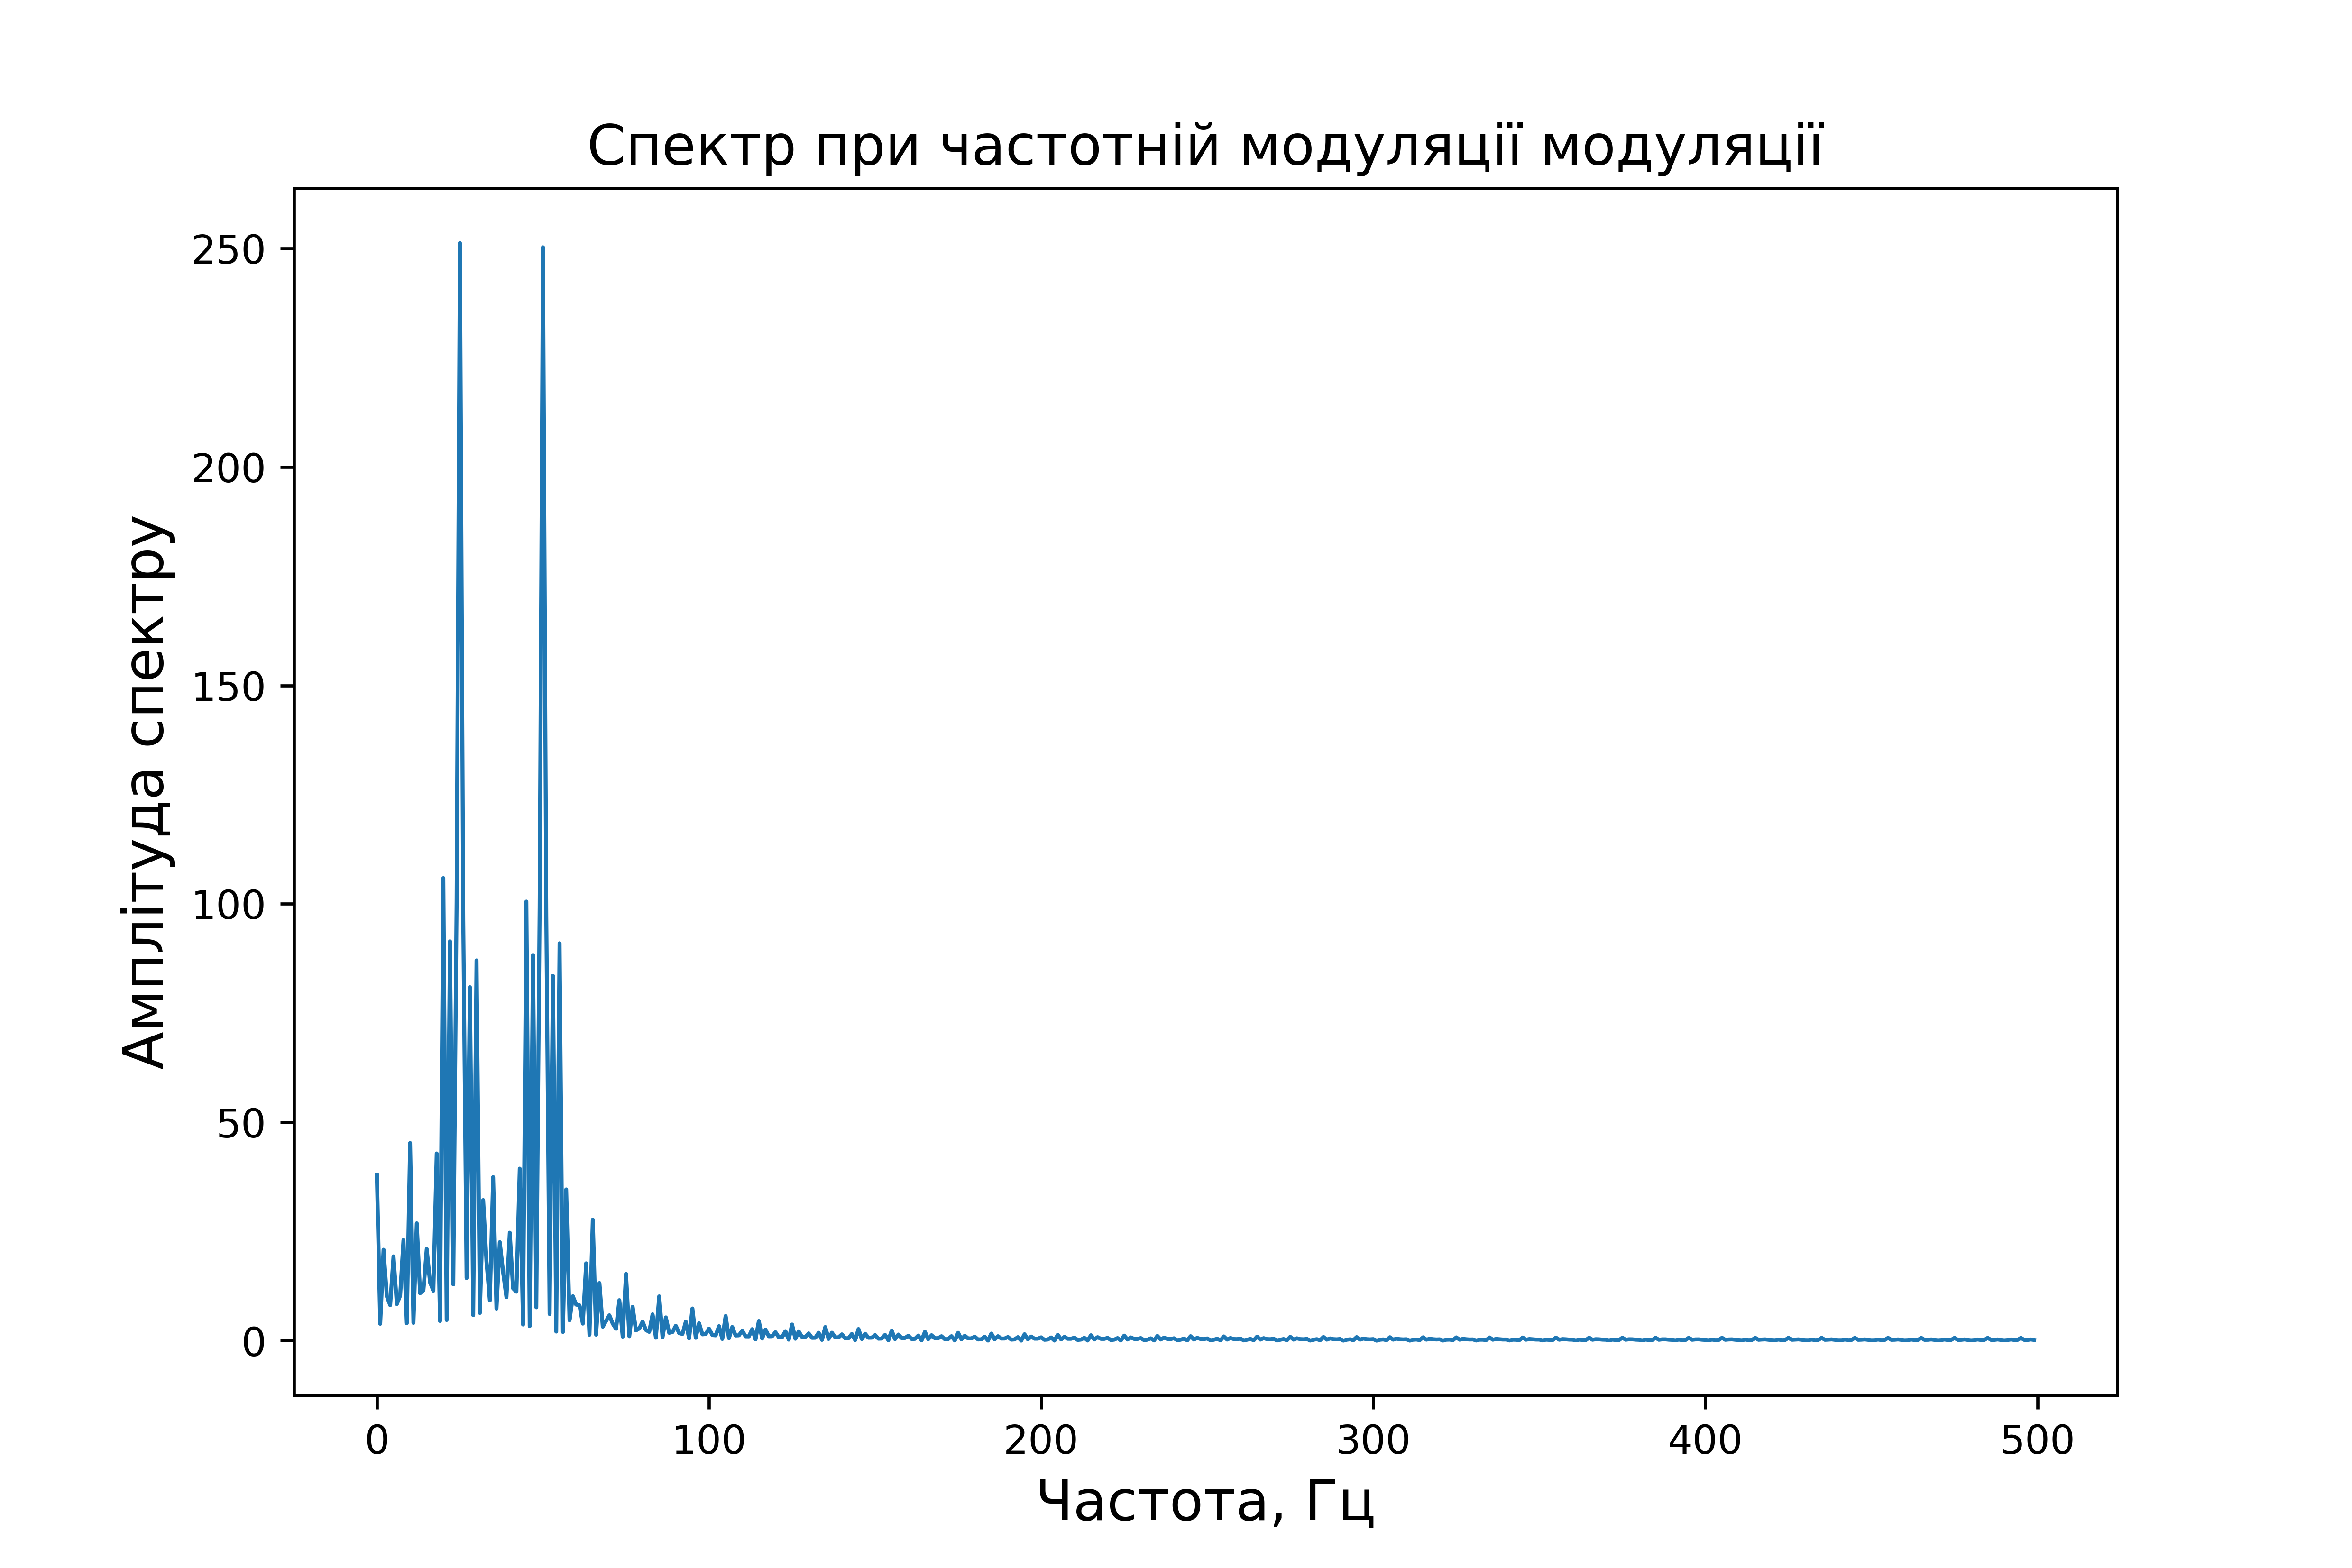 Спектр при частотній модуляції модуляції
250
200
150
100
50
0
Амплітуда спектру
0 100 200 300 400 500
Частота, Гц